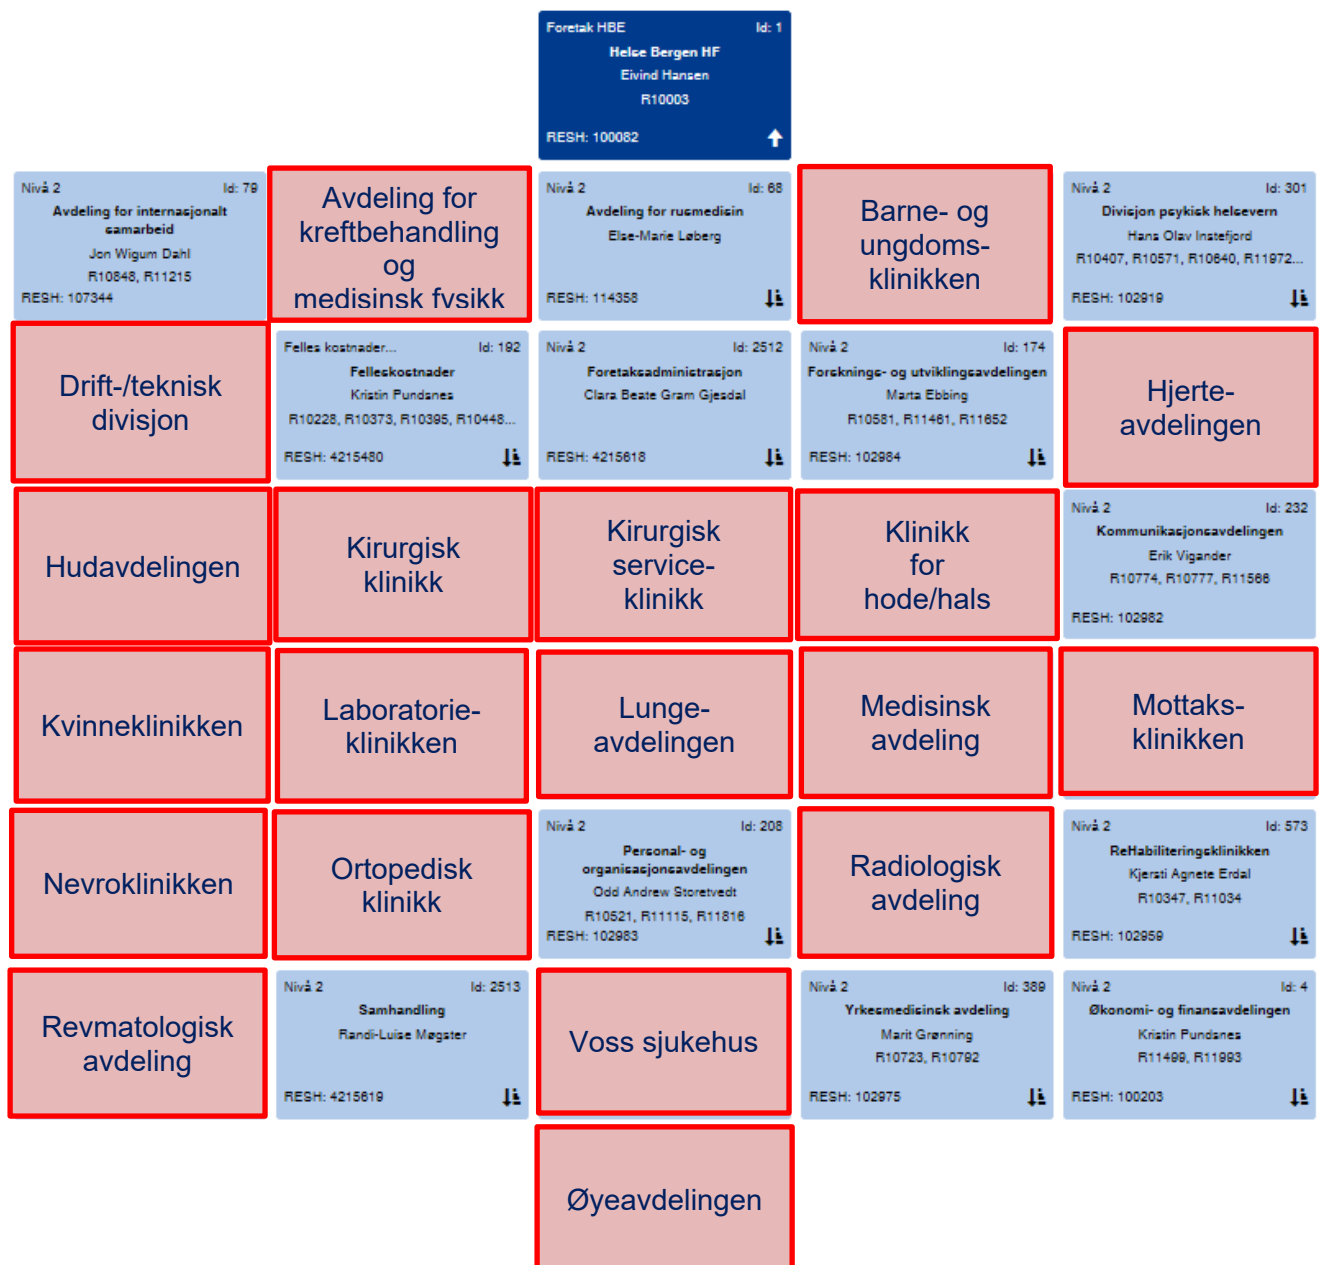 Foretak HBE Id: 1
Helse Bergen HF
Eivind Hansen
R10003
RESH: 100082
Nivå 2 Id: 79
Avdeling for internasjonalt
samarbeid
Jon Wigum Dahl
R10848, R11215
RESH: 107344
Avdeling for
kreftbehandling
og
medisinsk fysikk
Nivå 2 Id: 68
Avdeling for rusmedisin
Else-Marie Løberg
RESH: 114358
Barne- og
ungdoms-
klinikken
Nivå 2 Id: 301
Divisjon psykisk helsevern
Hans Olav Instefjord
R10407, R10571, R10640, R11972...
RESH: 102919
Drift-/teknisk
divisjon
Felles kostnader... Id: 192
Felleskostnader
Kristin Pundsnes
R10228, R10373, R10395, R10448...
RESH: 4215480
Nivå 2 Id: 2512
Foretaksadministrasjon
Clara Beate Gram Gjesdal
RESH: 4215618
Nivå 2 Id: 174
Forsknings- og utviklingsavdelingen
Marta Ebbing
R10581, R11461, R11652
RESH: 102984
Hjerte-
avdelingen
Hudavdelingen
Kirurgisk
klinikk
Kirurgisk
service-
klinikk
Klinikk
for
hode/hals
Nivå 2 Id: 232
Kommunikasjonsavdelingen
Erik Vigander
R10774, R10777, R11566
RESH: 102982
Kvinneklinikken
Laboratorie-
klinikken
Lunge-
avdelingen
Medisinsk
avdeling
Mottaks-
klinikken
Nevroklinikken
Ortopedisk
klinikk
Nivå 2 Id: 208
Personal- og
organisasjonsavdelingen
Odd Andrew Storetvedt
R10521, R11115, R11816
RESH: 102983
Radiologisk
avdeling
Nivå 2 Id: 573
ReHabiliteringsklinikken
Kjersti Agnete Erdal
R10347, R11034
RESH: 102959
Revmatologisk
avdeling
Nivå 2 Id: 2513
Samhandling
Randi-Luise Møgster
RESH: 4215619
Voss sjukehus
Nivå 2 Id: 389
Yrkesmedisinsk avdeling
Marit Grønning
R10723, R10792
RESH: 102975
Nivå 2 Id: 4
Økonomi- og finansavdelingen
Kristin Pundsnes
R11499, R11993
RESH: 100203
Øyeavdelingen